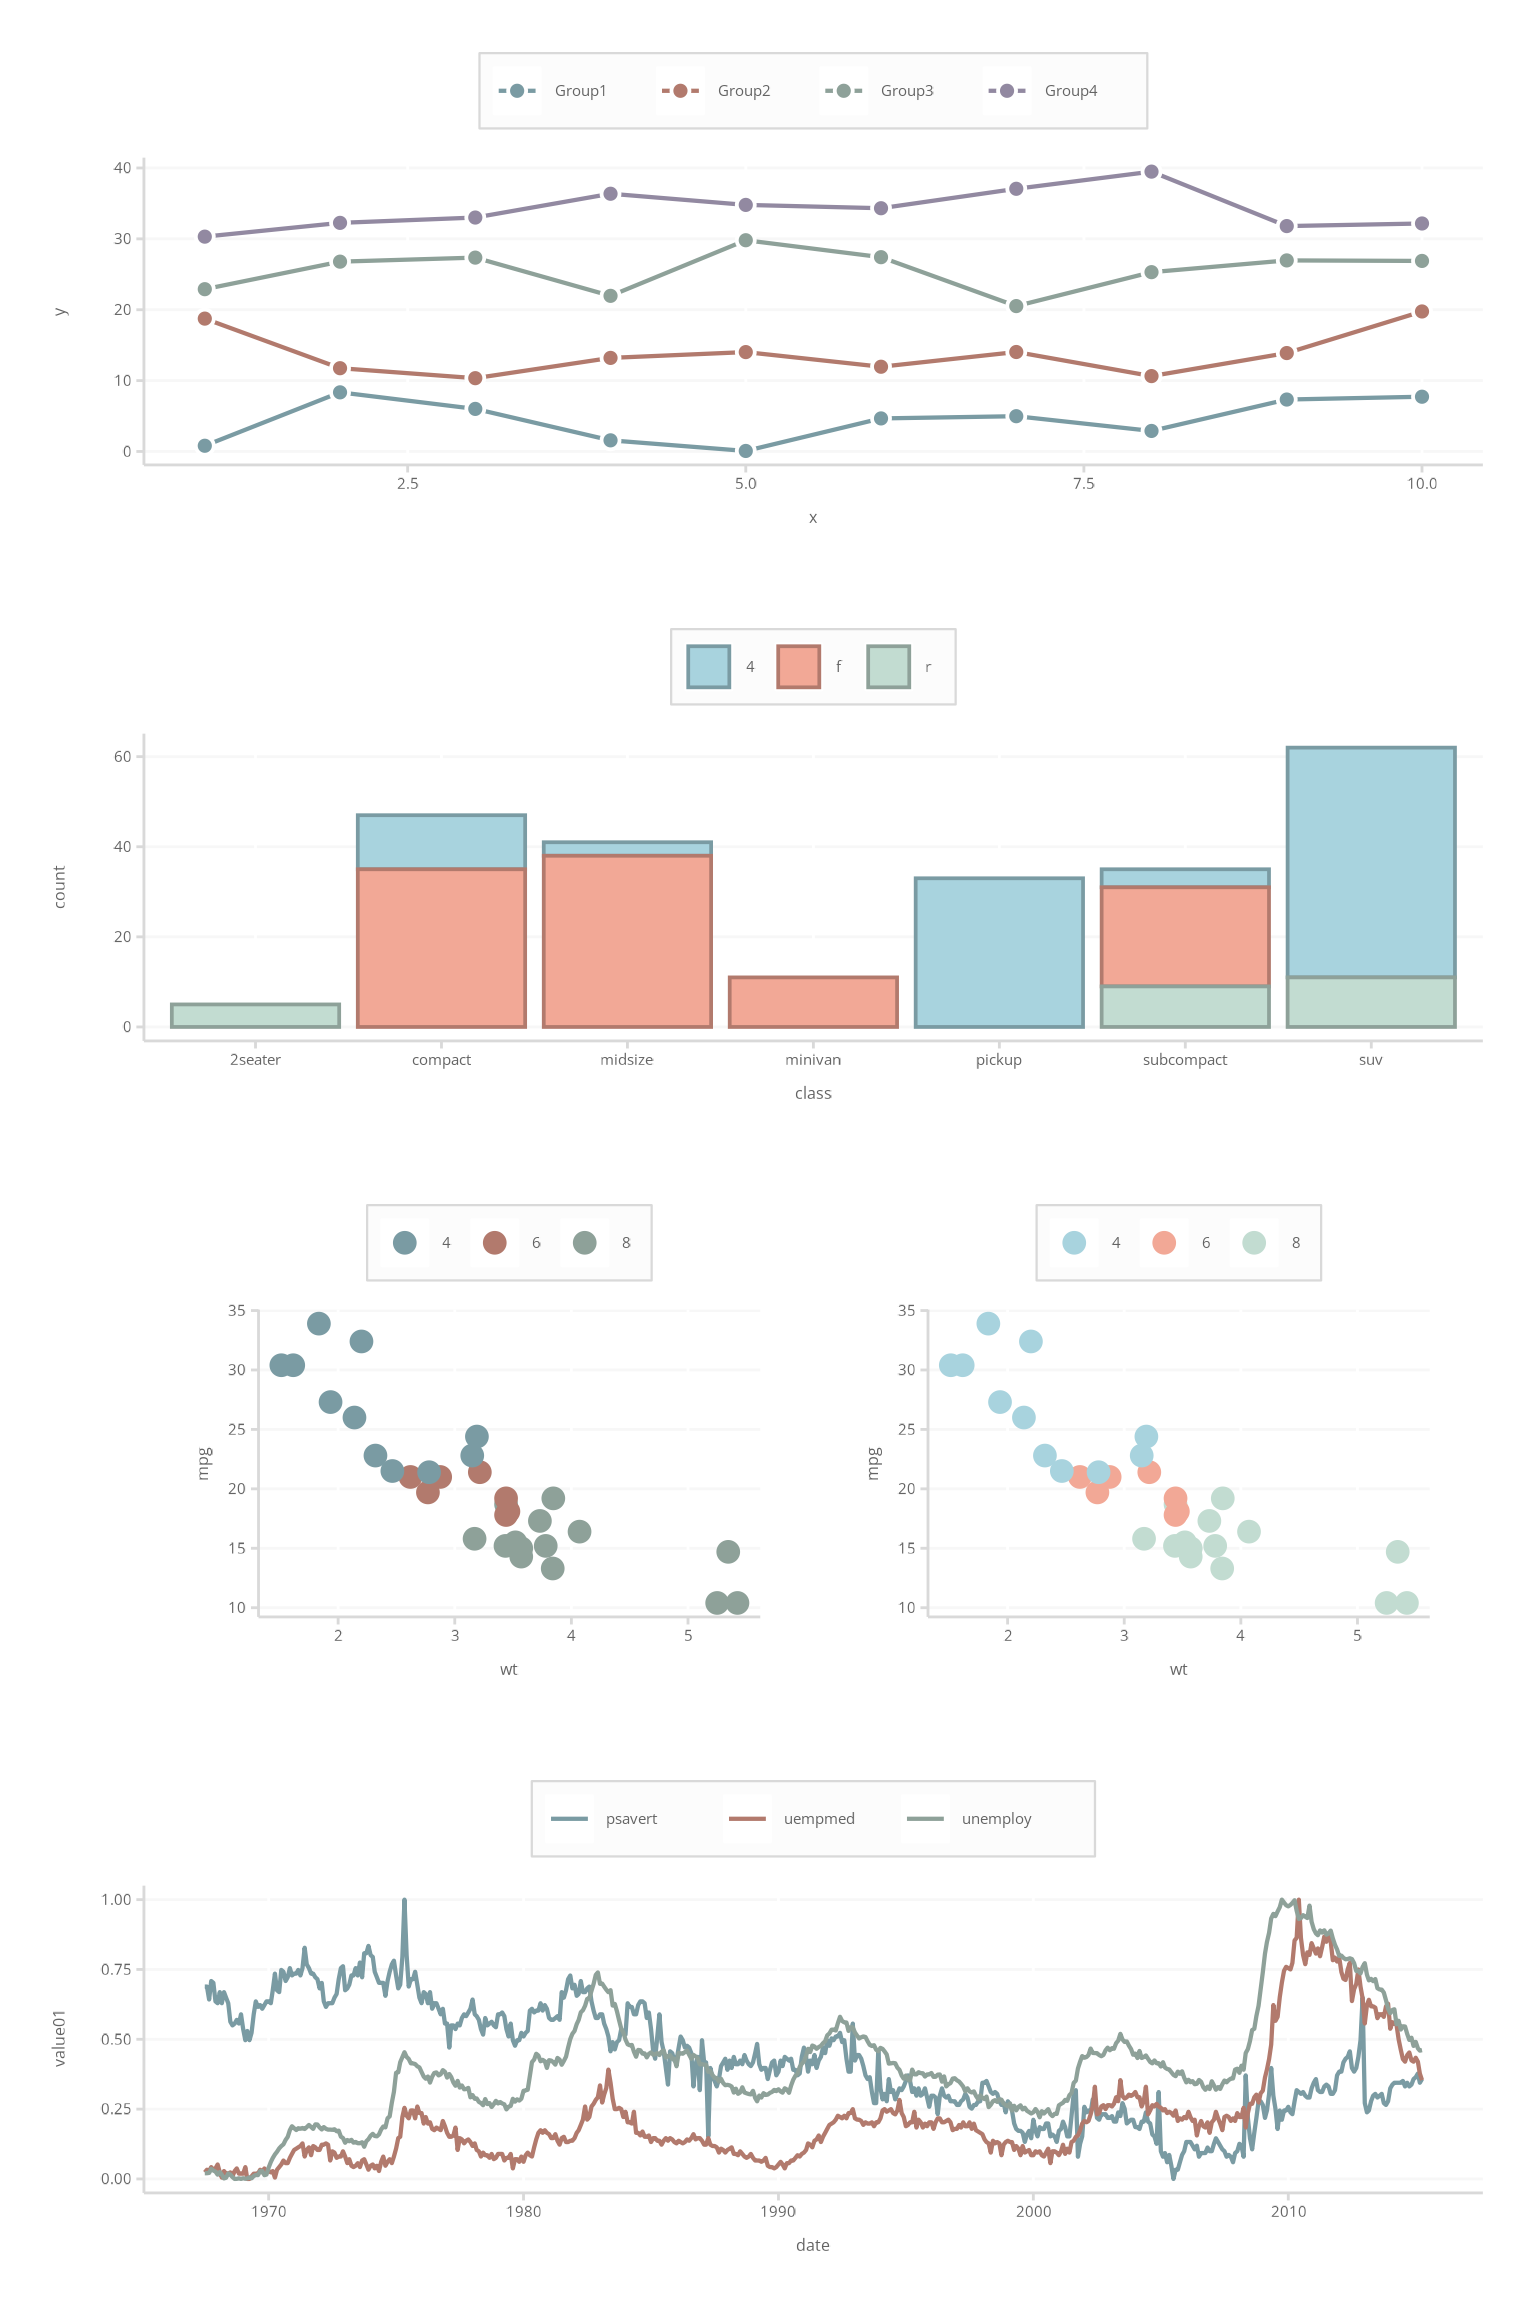 Group1 Group2 Group3 Group4
40
30
20
10
0
y
2.5 5.0 7.5 10.0
x
4 f r
60
40
20
0
count
2seater compact midsize minivan pickup subcompact suv
class
4 6 8
35
30
25
20
15
10
mpg
2 3 4 5
wt
4 6 8
35
30
25
20
15
10
mpg
2 3 4 5
wt
psavert uempmed unemploy
1.00
0.75
0.50
0.25
0.00
value01
1970 1980 1990 2000 2010
date